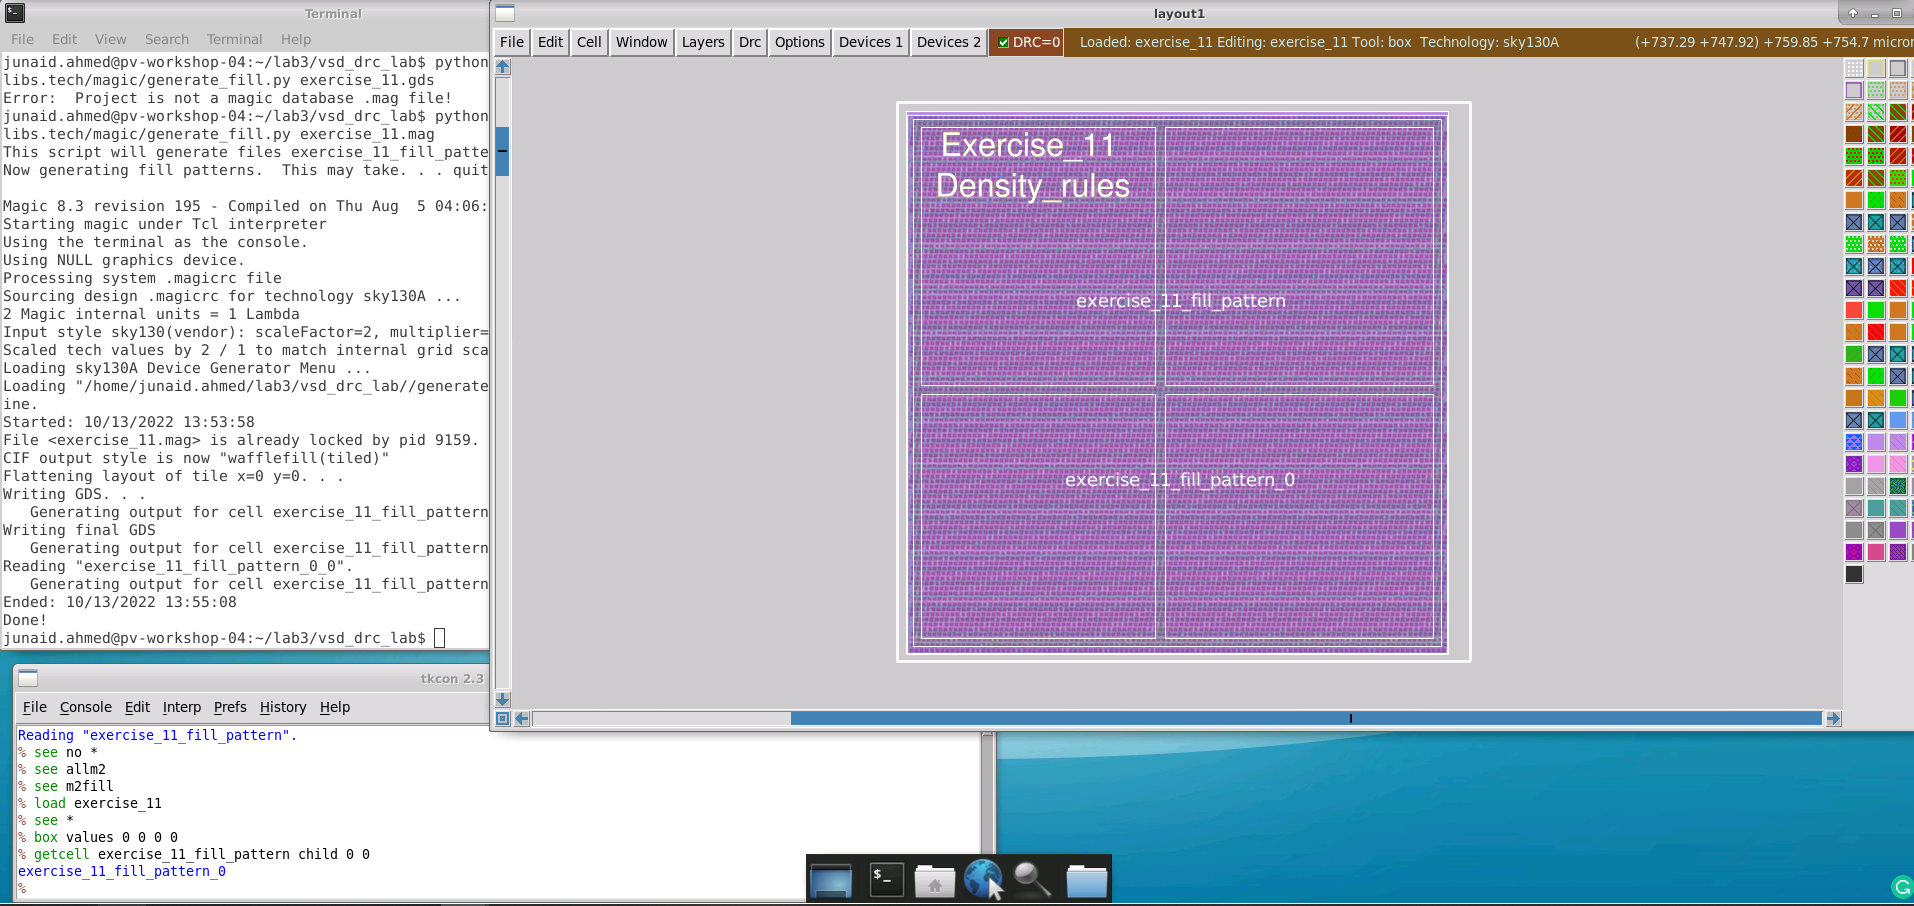 Terminal
File Edit View Search Terminal Help
junaid.ahmed@pv-workshop-04:~/lab3/vsd_drc_lab$ python
libs.tech/magic/generate_fill.py exercise_11.gds
Error:  Project is not a magic database .mag file!
junaid.ahmed@pv-workshop-04:~/lab3/vsd_drc_lab$ python
libs.tech/magic/generate_fill.py exercise_11.mag
This script will generate files exercise_11_fill_patte
Now generating fill patterns.  This may take. . . quit
Magic 8.3 revision 195 - Compiled on Thu Aug  5 04:06:
Starting magic under Tcl interpreter
Using the terminal as the console.
Using NULL graphics device.
Processing system .magicrc file
Sourcing design .magicrc for technology sky130A ...
2 Magic internal units = 1 Lambda
Input style sky130(vendor): scaleFactor=2, multiplier=
Scaled tech values by 2 / 1 to match internal grid sca
Loading sky130A Device Generator Menu ...
Loading "/home/junaid.ahmed/lab3/vsd_drc_lab//generate
ine.
Started: 10/13/2022 13:53:58
File <exercise_11.mag> is already locked by pid 9159.
CIF output style is now "wafflefill(tiled)"
Flattening layout of tile x=0 y=0. . .
Writing GDS. . .
   Generating output for cell exercise_11_fill_pattern
Writing final GDS
   Generating output for cell exercise_11_fill_pattern
Reading "exercise_11_fill_pattern_0_0".
   Generating output for cell exercise_11_fill_pattern
Ended: 10/13/2022 13:55:08
Done!
junaid.ahmed@pv-workshop-04:~/lab3/vsd_drc_lab$
layout1
File Edit Cell Window Layers Drc Options Devices 1 Devices 2 DRC=0 Loaded: exercise_11 Editing: exercise_11 Tool: box  Technology: sky130A (+737.29 +747.92) +759.85 +754.7 micror
Exercise_11
Density_rules
exercise_11_fill_pattern
exercise_11_fill_pattern_0
tkcon 2.3
File Console Edit Interp Prefs History Help
Reading "exercise_11_fill_pattern".
% see no *
% see allm2
% see m2fill
% load exercise_11
% see *
% box values 0 0 0 0
% getcell exercise_11_fill_pattern child 0 0
exercise_11_fill_pattern_0
%
$_